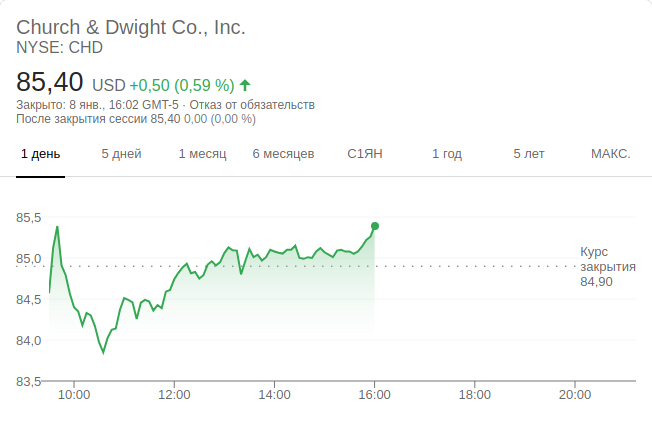 Church & Dwight Co., Inc.
NYSE: CHD
85,40 USD +0,50 (0,59 %)
Закрыто: 8 янв., 16:02 GMT-5 · Отказ от обязательств
После закрытия сессии 85,40 0,00 (0,00 %)
1 день 5 дней 1 месяц 6 месяцев С1ЯН 1 год 5 лет МАКС.
85,5
85,0
84,5
84,0
83,5
Курс
закрытия
84,90
10:00 12:00 14:00 16:00 18:00 20:00